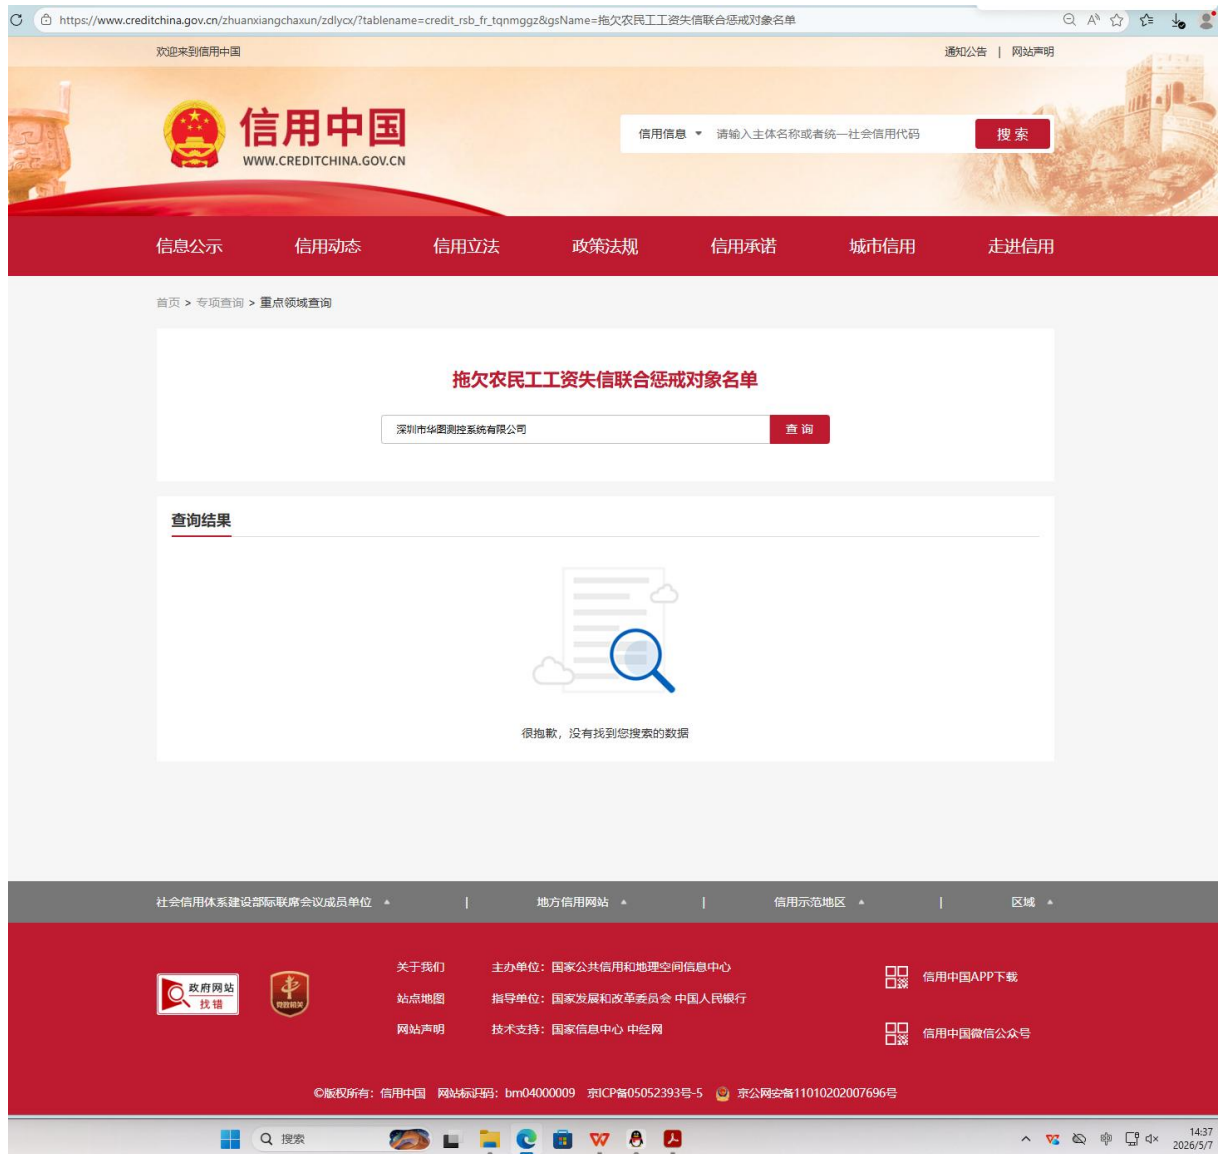 https://www.creditchina.gov.cn/zhuanxiangchaxun/zdlycx/?tablename=credit_rsb_fr_tqnmggz&gsName=拖欠农民工工资失信联合惩戒对象名单
欢迎来到信用中国
通知公告 | 网站声明
信用中国
WWW.CREDITCHINA.GOV.CN
信用信息 请输入主体名称或者统一社会信用代码 搜索
信息公示 信用动态 信用立法 政策法规 信用承诺 城市信用 走进信用
首页 > 专项查询 > 重点领域查询
拖欠农民工工资失信联合惩戒对象名单
深圳市华图测控系统有限公司 查询
查询结果
很抱歉，没有找到您搜索的数据
社会信用体系建设部际联席会议成员单位 | 地方信用网站 | 信用示范地区 | 区域
政府网站
找错
党政机关
关于我们 主办单位：国家公共信用和地理空间信息中心
站点地图 指导单位：国家发展和改革委员会 中国人民银行
网站声明 技术支持：国家信息中心 中经网
信用中国APP下载
信用中国微信公众号
©版权所有：信用中国 网站标识码：bm04000009 京ICP备05052393号-5 京公网安备11010202007696号
搜索
中
14:37
2026/5/7